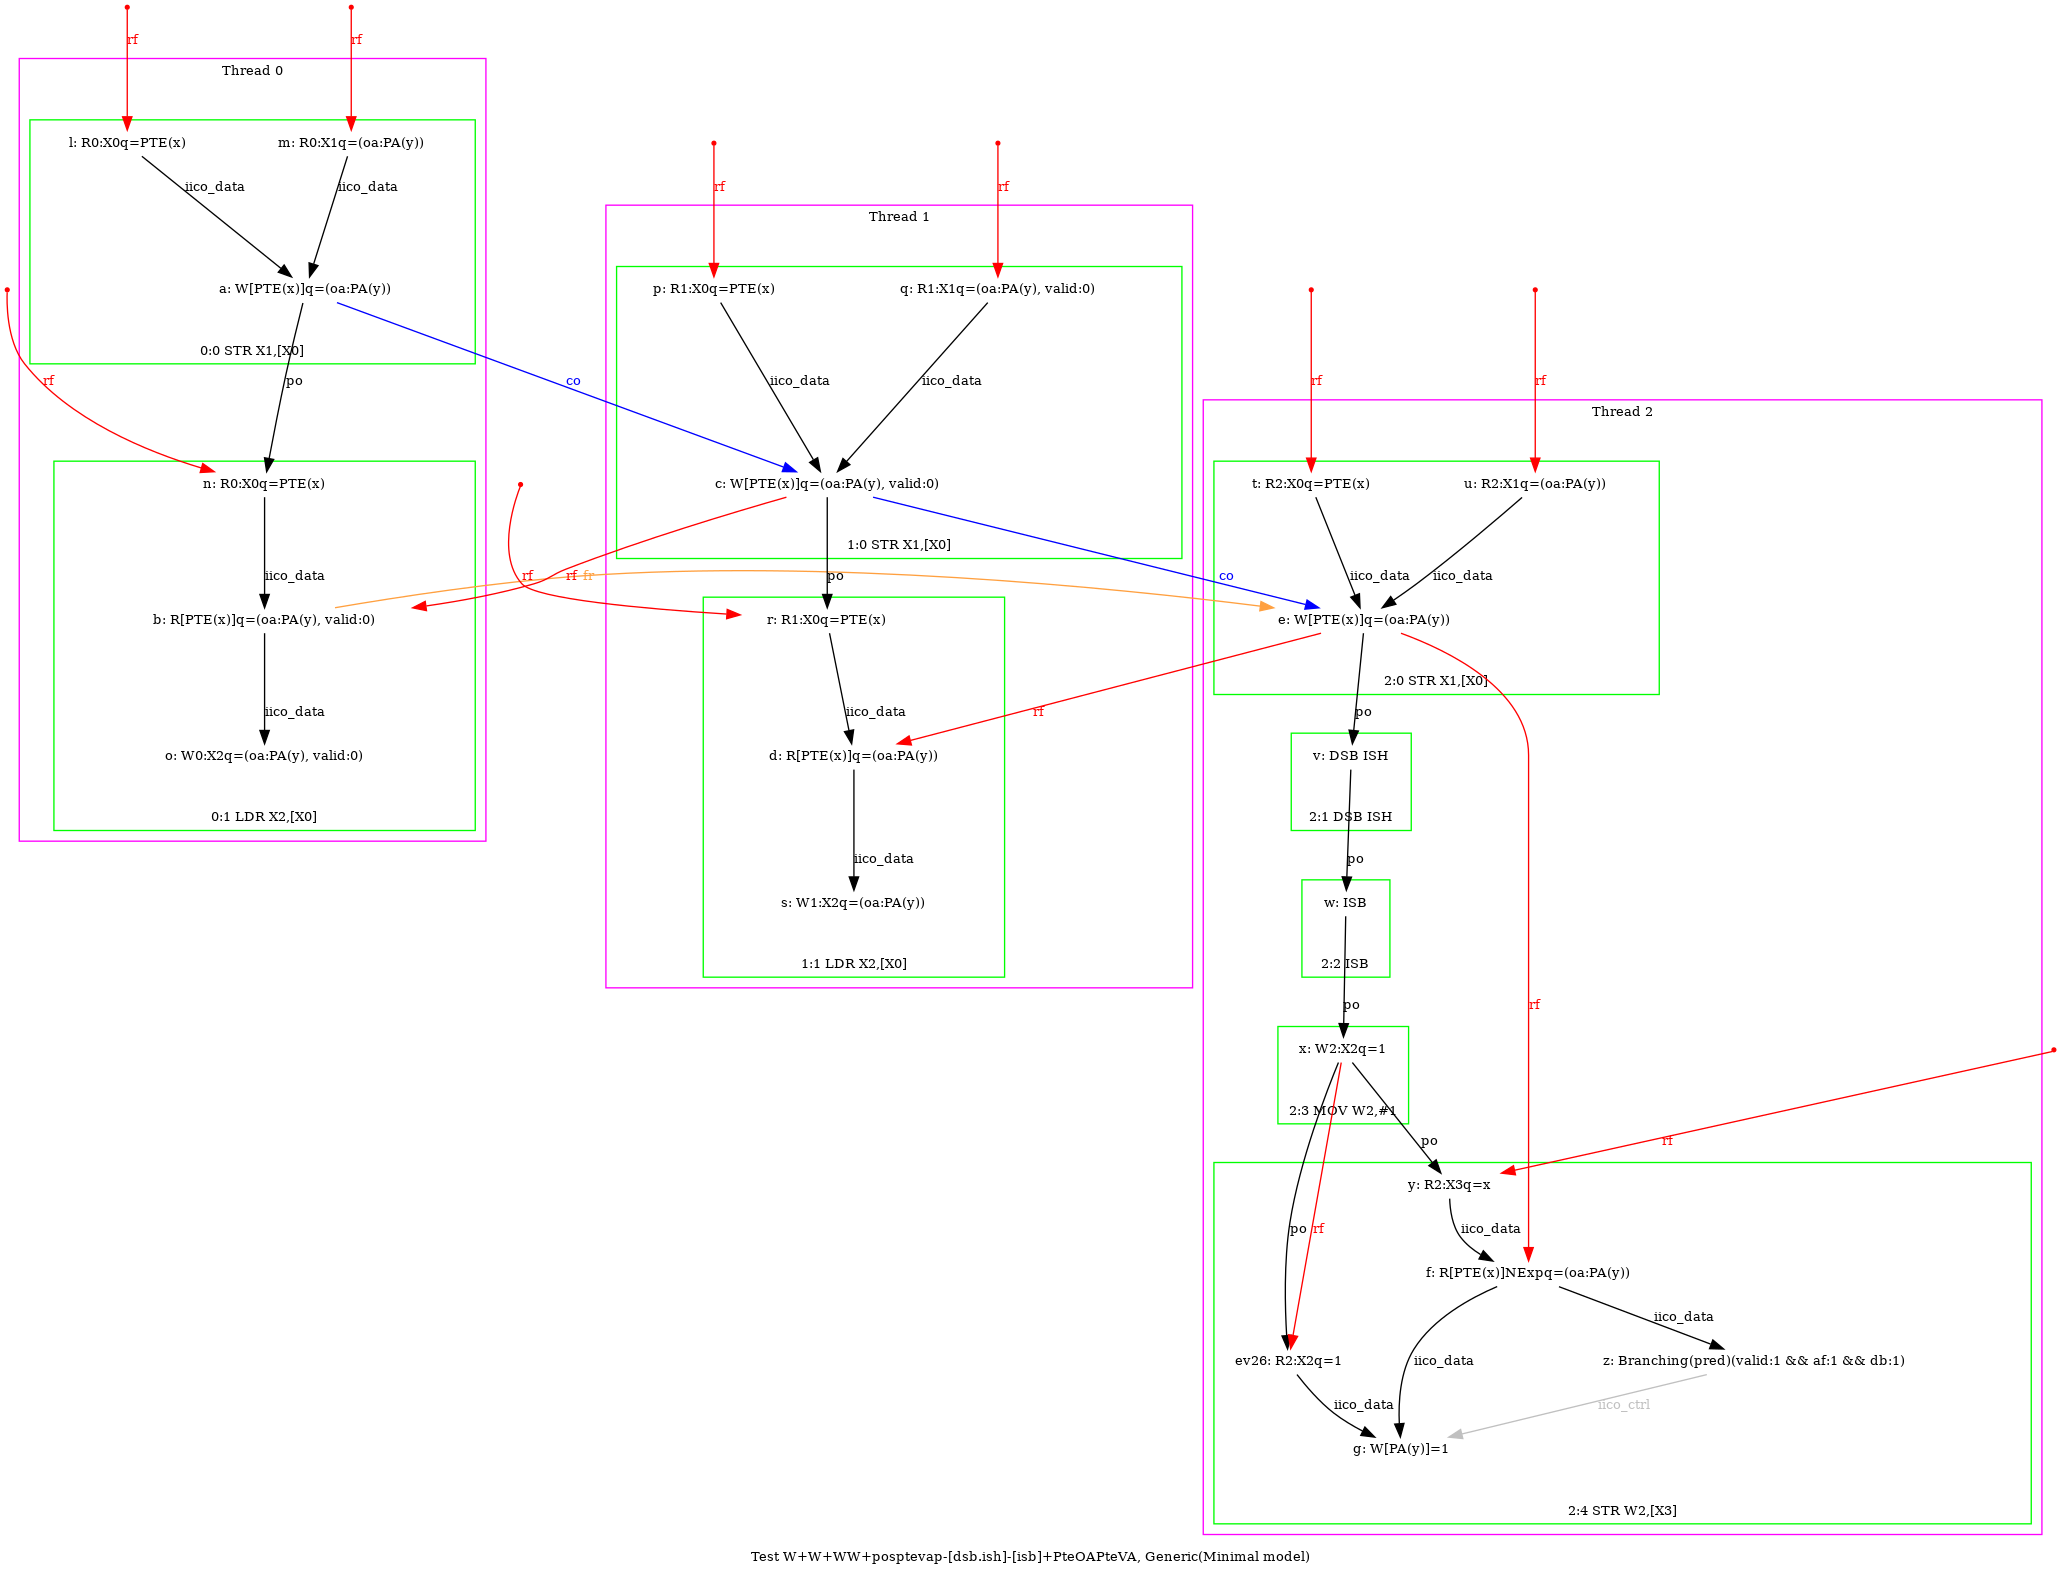 rf
rf
Thread 0
l: R0:X0q=PTE(x)
m: R0:X1q=(oa:PA(y))
iico_data
iico_data
a: W[PTE(x)]q=(oa:PA(y))
0:0 STR X1,[X0]
rf
po
co
n: R0:X0q=PTE(x)
iico_data
b: R[PTE(x)]q=(oa:PA(y), valid:0)
iico_data
o: W0:X2q=(oa:PA(y), valid:0)
0:1 LDR X2,[X0]
rf
rf
Thread 1
p: R1:X0q=PTE(x)
q: R1:X1q=(oa:PA(y), valid:0)
iico_data
iico_data
c: W[PTE(x)]q=(oa:PA(y), valid:0)
1:0 STR X1,[X0]
rf
rf
fr
po
co
r: R1:X0q=PTE(x)
iico_data
rf
d: R[PTE(x)]q=(oa:PA(y))
iico_data
s: W1:X2q=(oa:PA(y))
1:1 LDR X2,[X0]
rf
rf
Thread 2
t: R2:X0q=PTE(x)
u: R2:X1q=(oa:PA(y))
iico_data
iico_data
e: W[PTE(x)]q=(oa:PA(y))
2:0 STR X1,[X0]
po
v: DSB ISH
2:1 DSB ISH
po
w: ISB
2:2 ISB
po
rf
x: W2:X2q=1
2:3 MOV W2,#1
po
rf
y: R2:X3q=x
po
rf
iico_data
f: R[PTE(x)]NExpq=(oa:PA(y))
iico_data
ev26: R2:X2q=1
iico_data
z: Branching(pred)(valid:1 && af:1 && db:1)
iico_data
iico_ctrl
g: W[PA(y)]=1
2:4 STR W2,[X3]
Test W+W+WW+posptevap-[dsb.ish]-[isb]+PteOAPteVA, Generic(Minimal model)